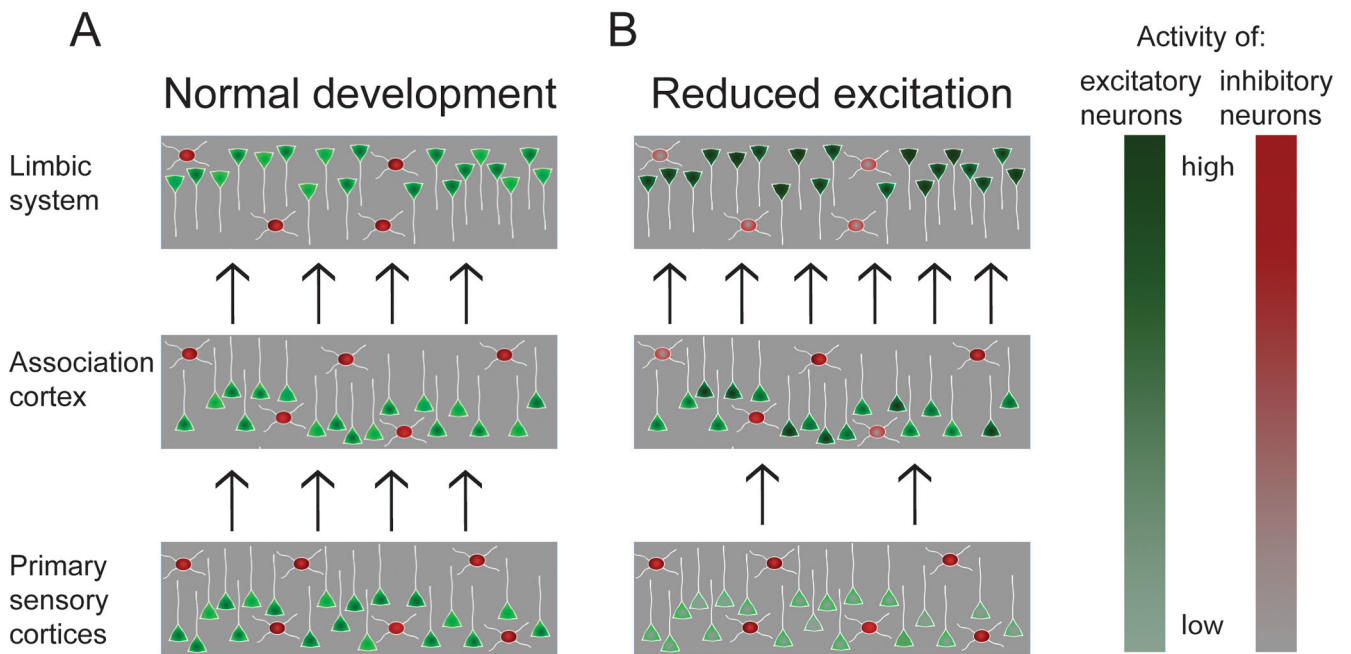 A
B
Normal development
Reduced excitation
Activity of:
excitatory
neurons
inhibitory
neurons
high
low
Limbic
system
Association
cortex
Primary
sensory
cortices